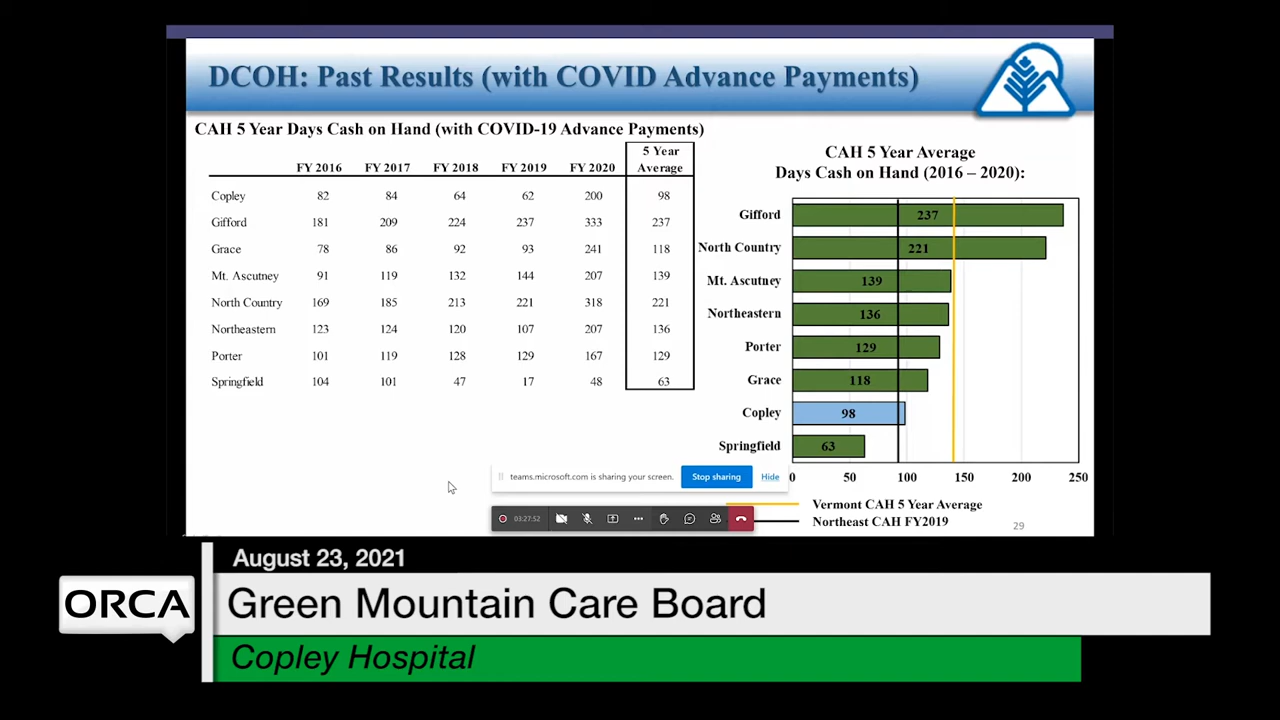 DCOH: Past Results (with COVID Advance Payments)
CAH 5 Year Days Cash on Hand (with COVID-19 Advance Payments)
FY 2016 FY 2017 FY 2018 FY 2019 FY 2020 5 Year Average
Copley 82 84 64 62 200 98
Gifford 181 209 224 237 333 237
Grace 78 86 92 93 241 118
Mt. Ascutney 91 119 132 144 207 139
North Country 169 185 213 221 318 221
Northeastern 123 124 120 107 207 136
Porter 101 119 128 129 167 129
Springfield 104 101 47 17 48 63
CAH 5 Year Average
Days Cash on Hand (2016 – 2020):
Gifford 237
North Country 221
Mt. Ascutney 139
Northeastern 136
Porter 129
Grace 118
Copley 98
Springfield 63
0 50 100 150 200 250
Vermont CAH 5 Year Average
Northeast CAH FY2019
29
teams.microsoft.com is sharing your screen. Stop sharing Hide
03:27:52
August 23, 2021
ORCA
Green Mountain Care Board
Copley Hospital